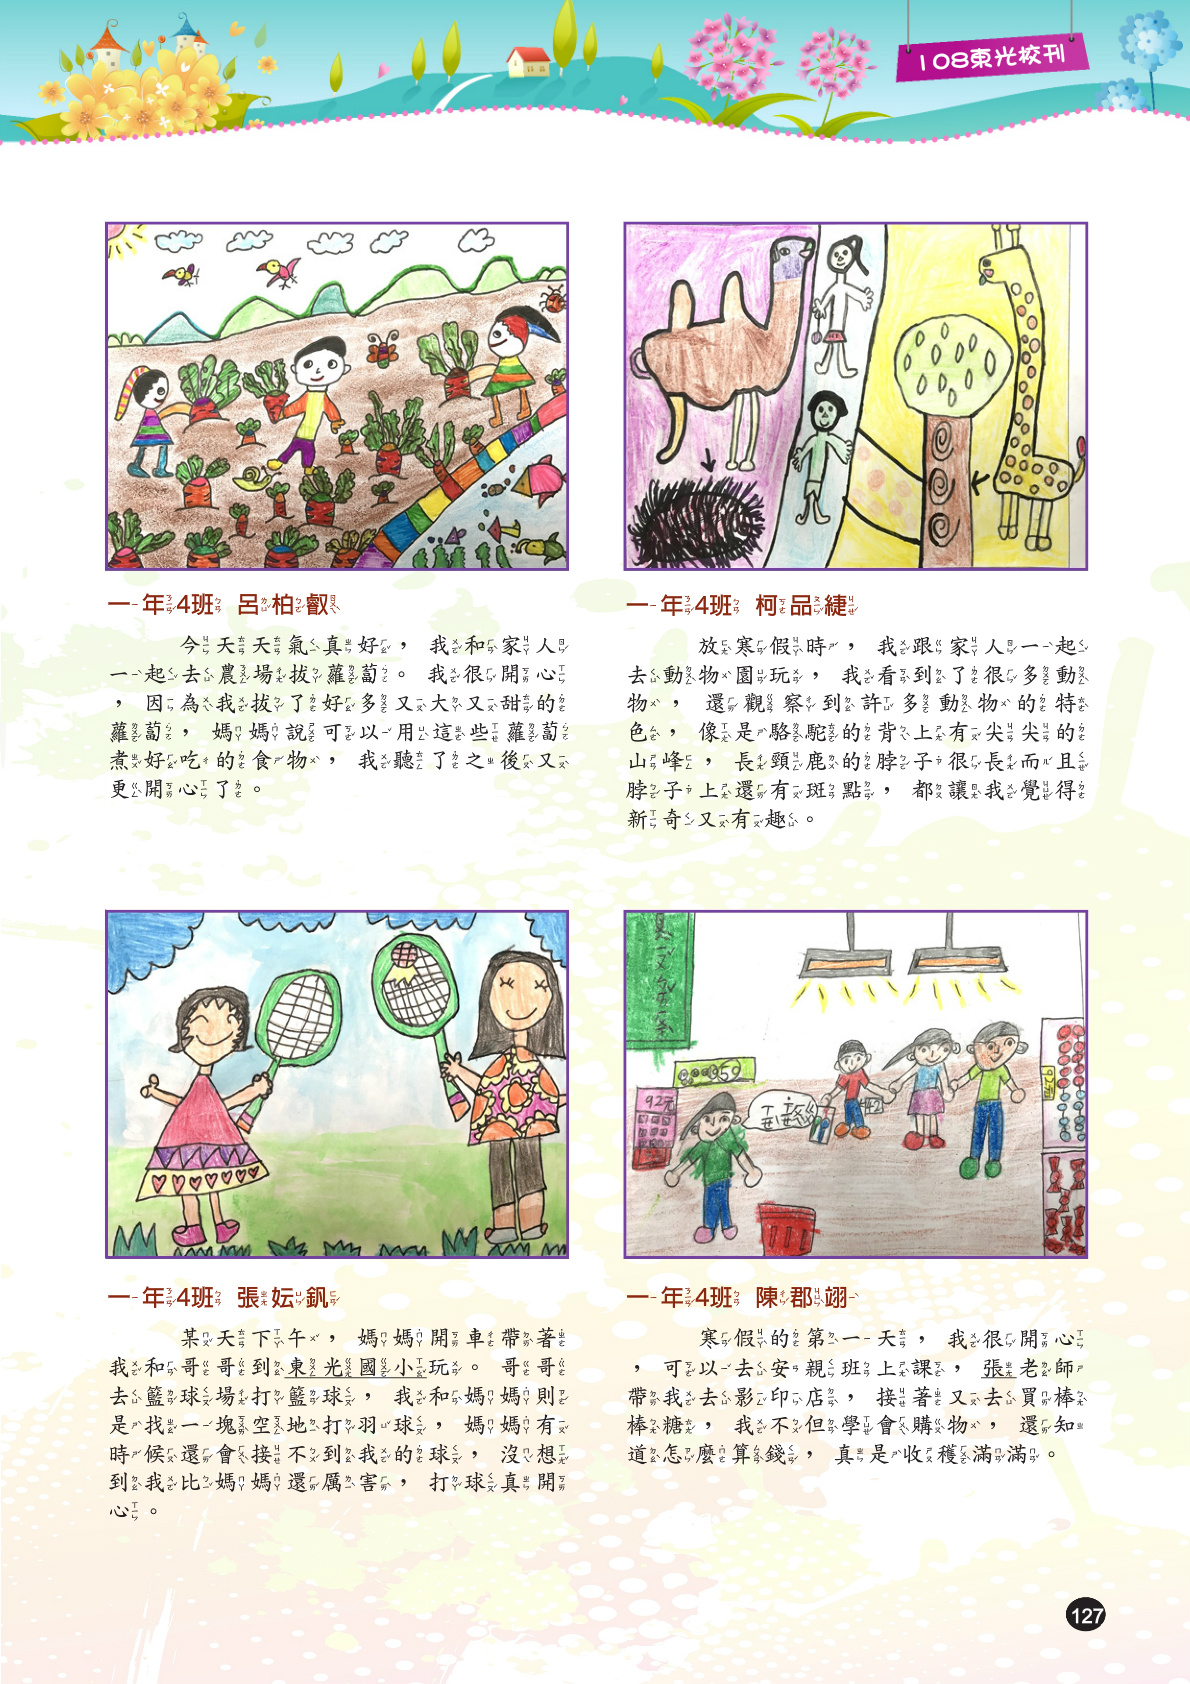 108東光校刊
一年4班 呂柏叡
今天天氣真好，我和家人
一起去農場拔蘿蔔。我很開心
，因為我拔了好多又大又甜的
蘿蔔，媽媽說可以用這些蘿蔔
煮好吃的食物，我聽了之後又
更開心了。
一年4班 柯品緁
放寒假時，我跟家人一起
去動物園玩，我看到了很多動
物，還觀察到許多動物的特
色，像是駱駝的背上有尖尖的
山峰，長頸鹿的脖子很長而且
脖子上還有斑點，都讓我覺得
新奇又有趣。
92元
一年4班 張妘釩
某天下午，媽媽開車帶著
我和哥哥到東光國小玩。哥哥
去籃球場打籃球，我和媽媽則
是找一塊空地打羽球，媽媽有
時候還會接不到我的球，沒想
到我比媽媽還厲害，打球真開
心。
一年4班 陳郡翊
寒假的第一天，我很開心
，可以去安親班上課，張老師
帶我去影印店，接著又去買棒
棒糖，我不但學會購物，還知
道怎麼算錢，真是收穫滿滿。
127